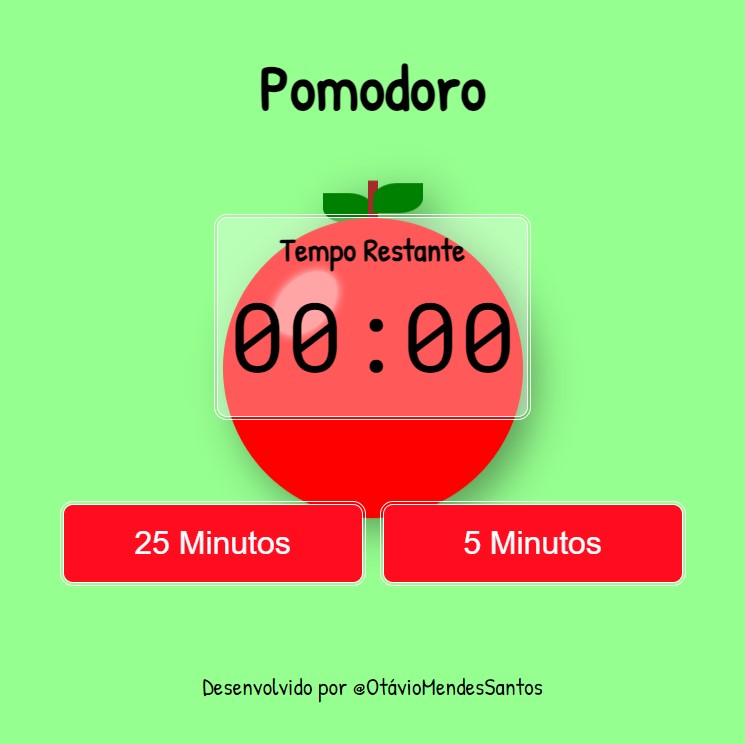 Pomodoro
Tempo Restante
00:00
25 Minutos
5 Minutos
Desenvolvido por @OtávioMendesSantos